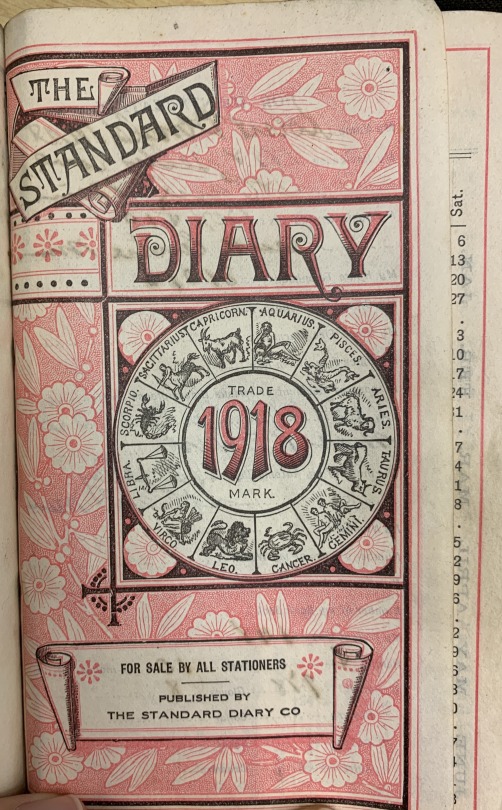 THE
STANDARD
DIARY
CAPRICORN.
AQUARIUS.
PISCES.
ARIES.
TAURUS.
GEMINI.
CANCER.
LEO.
VIRGO
LIBRA.
SCORPIO.
SAGITTARIUS
TRADE
1918
MARK.
FOR SALE BY ALL STATIONERS
PUBLISHED BY
THE STANDARD DIARY CO
Sat.
6
13
20
27
3